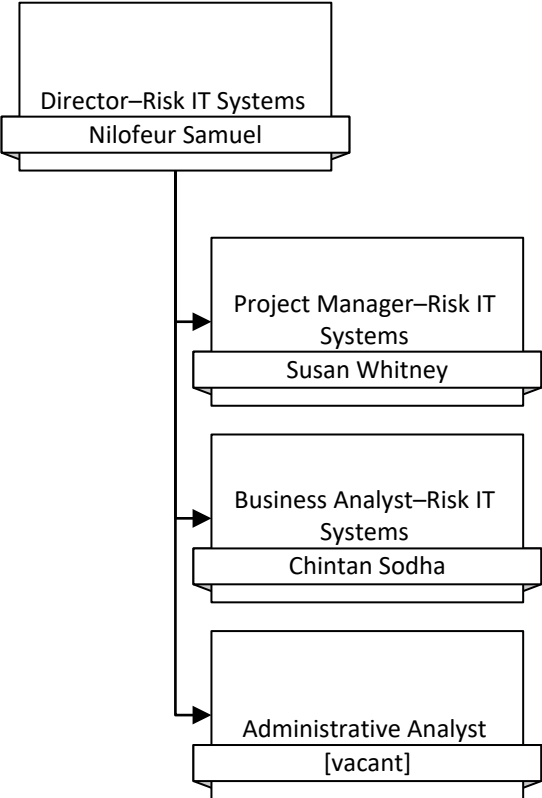 Director–Risk IT Systems
Nilofeur Samuel
Project Manager–Risk IT
Systems
Susan Whitney
Business Analyst–Risk IT
Systems
Chintan Sodha
Administrative Analyst
[vacant]